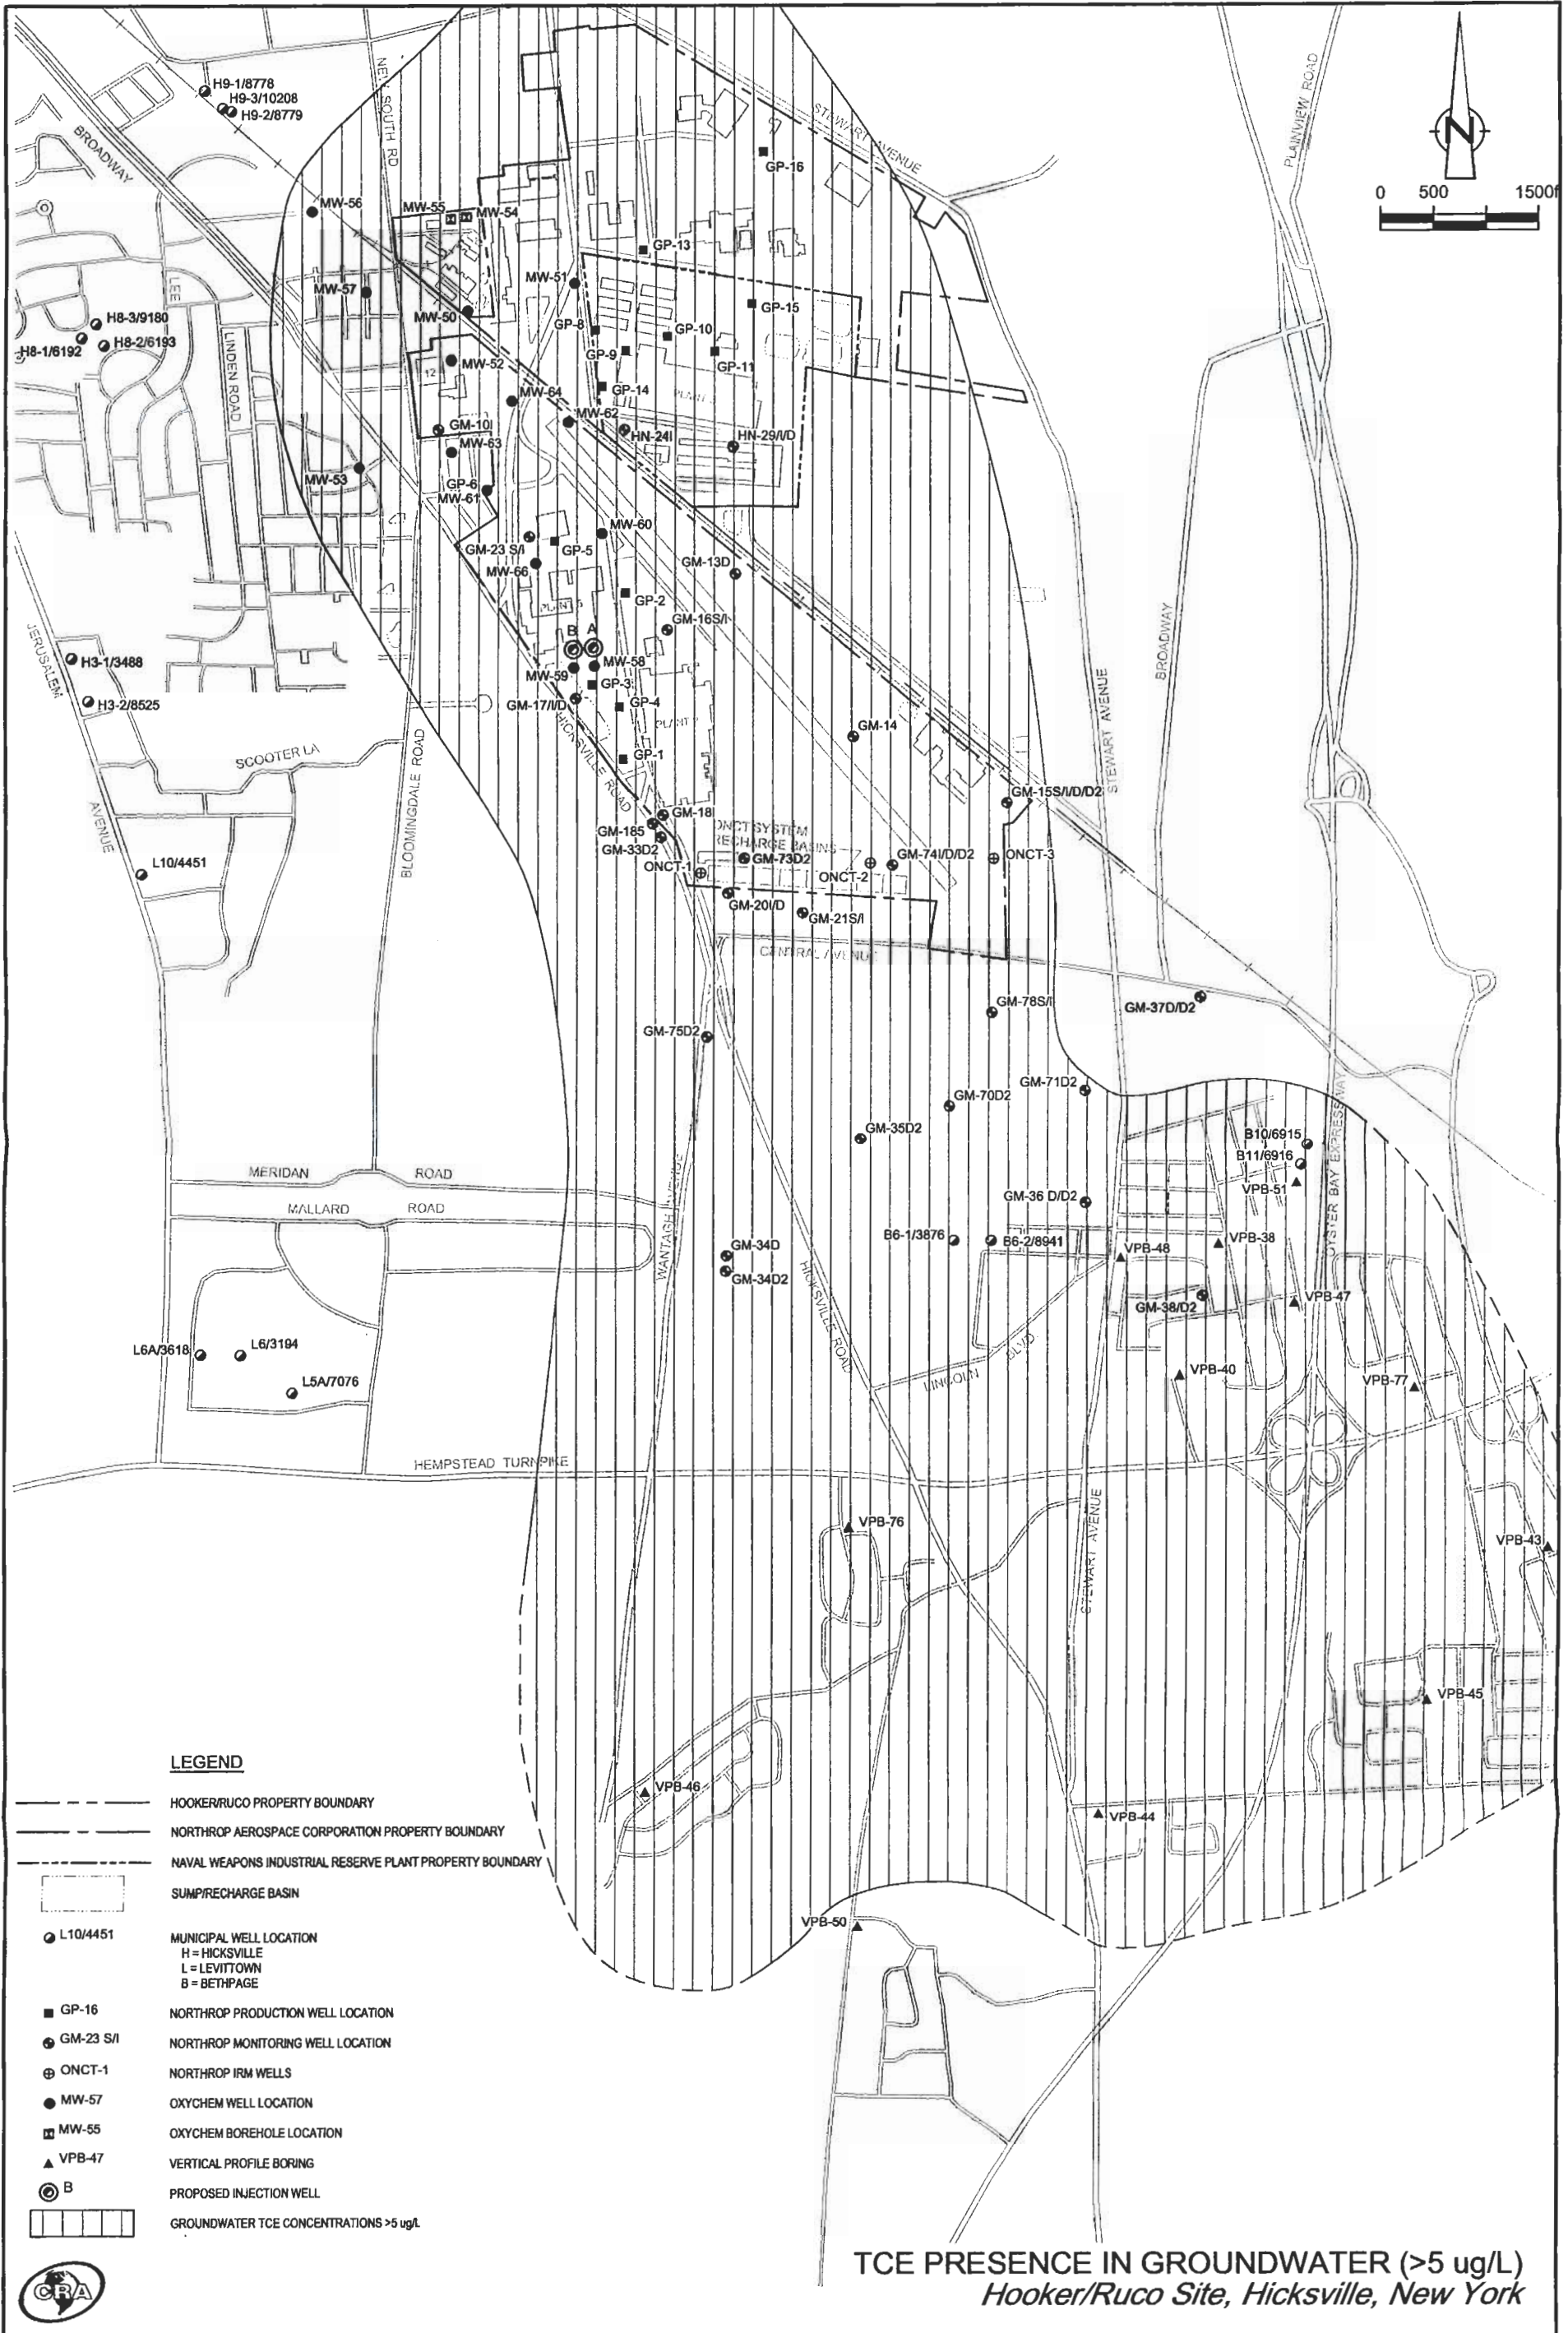 H9-1/8778
H9-3/10208
H9-2/8779
NEW SOUTH RD
BROADWAY
STEWART AVENUE
PLAINVIEW ROAD
N
0 500 1500f
GP-16
MW-56
MW-55
MW-54
GP-13
MW-57
MW-51
LEE
MW-50
GP-15
H8-3/9180
H8-1/6192
H8-2/6193
LINDEN ROAD
GP-8
GP-10
GP-9
GP-11
12
MW-52
MW-64
GP-14
MW-62
GM-10I
HN-24I
HN-29/I/D
MW-63
MW-53
GP-6
MW-61
MW-60
GM-23 S/I
GP-5
MW-66
GM-13D
PLANT 5
GP-2
GM-16S/I
B
A
MW-58
MW-59
GP-3
GM-17/I/D
GP-4
GP-1
JERUSALEM
AVENUE
H3-1/3488
H3-2/8525
SCOOTER LA
BLOOMINGDALE ROAD
HICKSVILLE ROAD
BROADWAY
STEWART AVENUE
GM-14
GM-15S/I/D/D2
GM-18I
GM-185
GM-33D2
ONCT SYSTEM
RECHARGE BASINS
GM-73D2
ONCT-1
ONCT-2
GM-74I/D/D2
ONCT-3
GM-20I/D
GM-21S/I
CENTRAL AVENUE
L10/4451
GM-78S/I
GM-37D/D2
GM-75D2
GM-71D2
GM-70D2
GM-35D2
B10/6915
B11/6916
VPB-51
OYSTER BAY EXPRESSWAY
MERIDAN ROAD
MALLARD ROAD
WANTAGH AVENUE
GM-36 D/D2
B6-1/3876
B6-2/8941
VPB-48
VPB-38
GM-34D
GM-34D2
HICKSVILLE ROAD
GM-38/D2
VPB-47
L6A/3618
L6/3194
L5A/7076
LINCOLN BLVD.
VPB-40
VPB-77
HEMPSTEAD TURNPIKE
STEWART AVENUE
VPB-76
VPB-43
VPB-45
VPB-46
VPB-44
VPB-50
LEGEND
HOOKER/RUCO PROPERTY BOUNDARY
NORTHROP AEROSPACE CORPORATION PROPERTY BOUNDARY
NAVAL WEAPONS INDUSTRIAL RESERVE PLANT PROPERTY BOUNDARY
SUMP/RECHARGE BASIN
L10/4451 MUNICIPAL WELL LOCATION
H = HICKSVILLE
L = LEVITTOWN
B = BETHPAGE
GP-16 NORTHROP PRODUCTION WELL LOCATION
GM-23 S/I NORTHROP MONITORING WELL LOCATION
ONCT-1 NORTHROP IRM WELLS
MW-57 OXYCHEM WELL LOCATION
MW-55 OXYCHEM BOREHOLE LOCATION
VPB-47 VERTICAL PROFILE BORING
B PROPOSED INJECTION WELL
GROUNDWATER TCE CONCENTRATIONS >5 ug/L
CRA
TCE PRESENCE IN GROUNDWATER (>5 ug/L)
Hooker/Ruco Site, Hicksville, New York